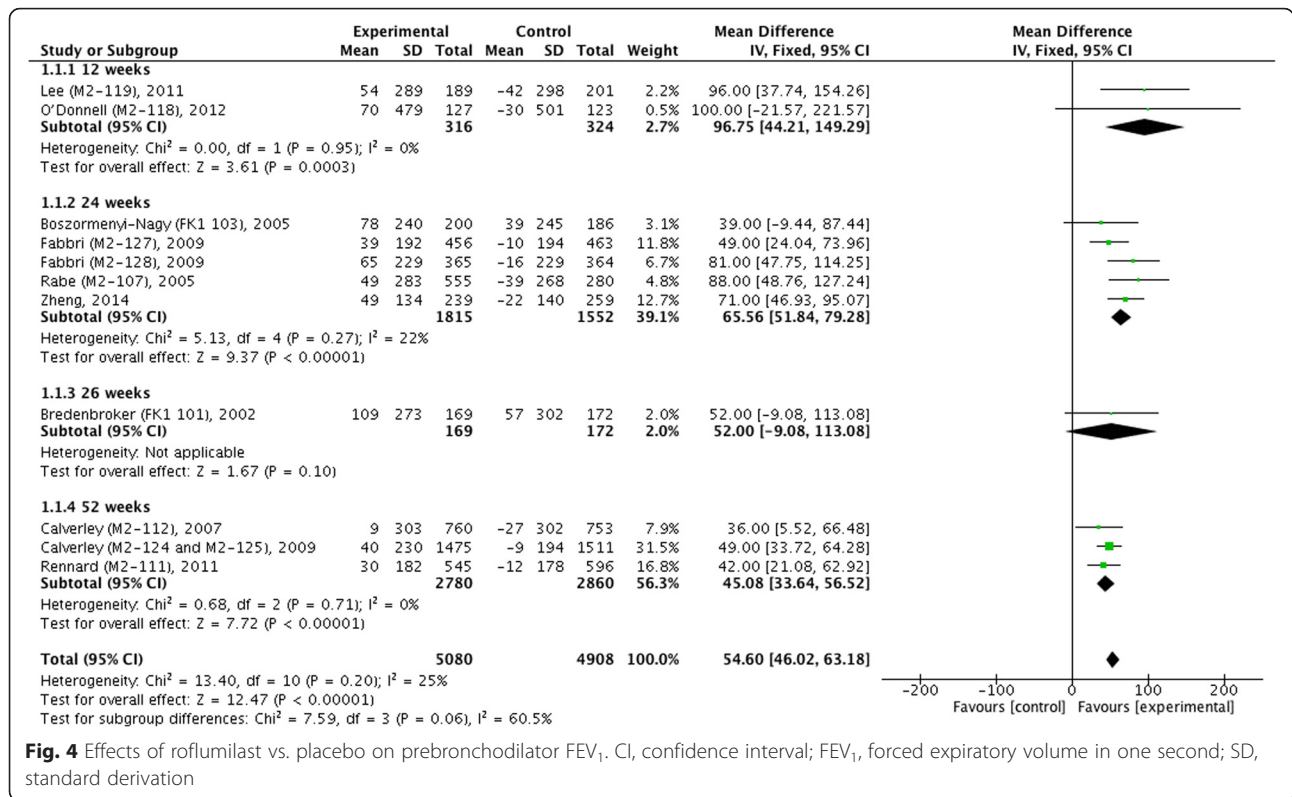 Experimental Control Mean Difference Mean Difference
Study or Subgroup Mean SD Total Mean SD Total Weight IV, Fixed, 95% CI IV, Fixed, 95% CI
1.1.1 12 weeks
Lee (M2-119), 2011 54 289 189 -42 298 201 2.2% 96.00 [37.74, 154.26]
O'Donnell (M2-118), 2012 70 479 127 -30 501 123 0.5% 100.00 [-21.57, 221.57]
Subtotal (95% CI) 316 324 2.7% 96.75 [44.21, 149.29]
Heterogeneity: Chi² = 0.00, df = 1 (P = 0.95); I² = 0%
Test for overall effect: Z = 3.61 (P = 0.0003)
1.1.2 24 weeks
Boszormenyi-Nagy (FK1 103), 2005 78 240 200 39 245 186 3.1% 39.00 [-9.44, 87.44]
Fabbri (M2-127), 2009 39 192 456 -10 194 463 11.8% 49.00 [24.04, 73.96]
Fabbri (M2-128), 2009 65 229 365 -16 229 364 6.7% 81.00 [47.75, 114.25]
Rabe (M2-107), 2005 49 283 555 -39 268 280 4.8% 88.00 [48.76, 127.24]
Zheng, 2014 49 134 239 -22 140 259 12.7% 71.00 [46.93, 95.07]
Subtotal (95% CI) 1815 1552 39.1% 65.56 [51.84, 79.28]
Heterogeneity: Chi² = 5.13, df = 4 (P = 0.27); I² = 22%
Test for overall effect: Z = 9.37 (P < 0.00001)
1.1.3 26 weeks
Bredenbroker (FK1 101), 2002 109 273 169 57 302 172 2.0% 52.00 [-9.08, 113.08]
Subtotal (95% CI) 169 172 2.0% 52.00 [-9.08, 113.08]
Heterogeneity: Not applicable
Test for overall effect: Z = 1.67 (P = 0.10)
1.1.4 52 weeks
Calverley (M2-112), 2007 9 303 760 -27 302 753 7.9% 36.00 [5.52, 66.48]
Calverley (M2-124 and M2-125), 2009 40 230 1475 -9 194 1511 31.5% 49.00 [33.72, 64.28]
Rennard (M2-111), 2011 30 182 545 -12 178 596 16.8% 42.00 [21.08, 62.92]
Subtotal (95% CI) 2780 2860 56.3% 45.08 [33.64, 56.52]
Heterogeneity: Chi² = 0.68, df = 2 (P = 0.71); I² = 0%
Test for overall effect: Z = 7.72 (P < 0.00001)
Total (95% CI) 5080 4908 100.0% 54.60 [46.02, 63.18]
Heterogeneity: Chi² = 13.40, df = 10 (P = 0.20); I² = 25%
Test for overall effect: Z = 12.47 (P < 0.00001)
Test for subgroup differences: Chi² = 7.59, df = 3 (P = 0.06), I² = 60.5%
-200 -100 0 100 200
Favours [control] Favours [experimental]
Fig. 4 Effects of roflumilast vs. placebo on prebronchodilator FEV₁. CI, confidence interval; FEV₁, forced expiratory volume in one second; SD,
standard derivation